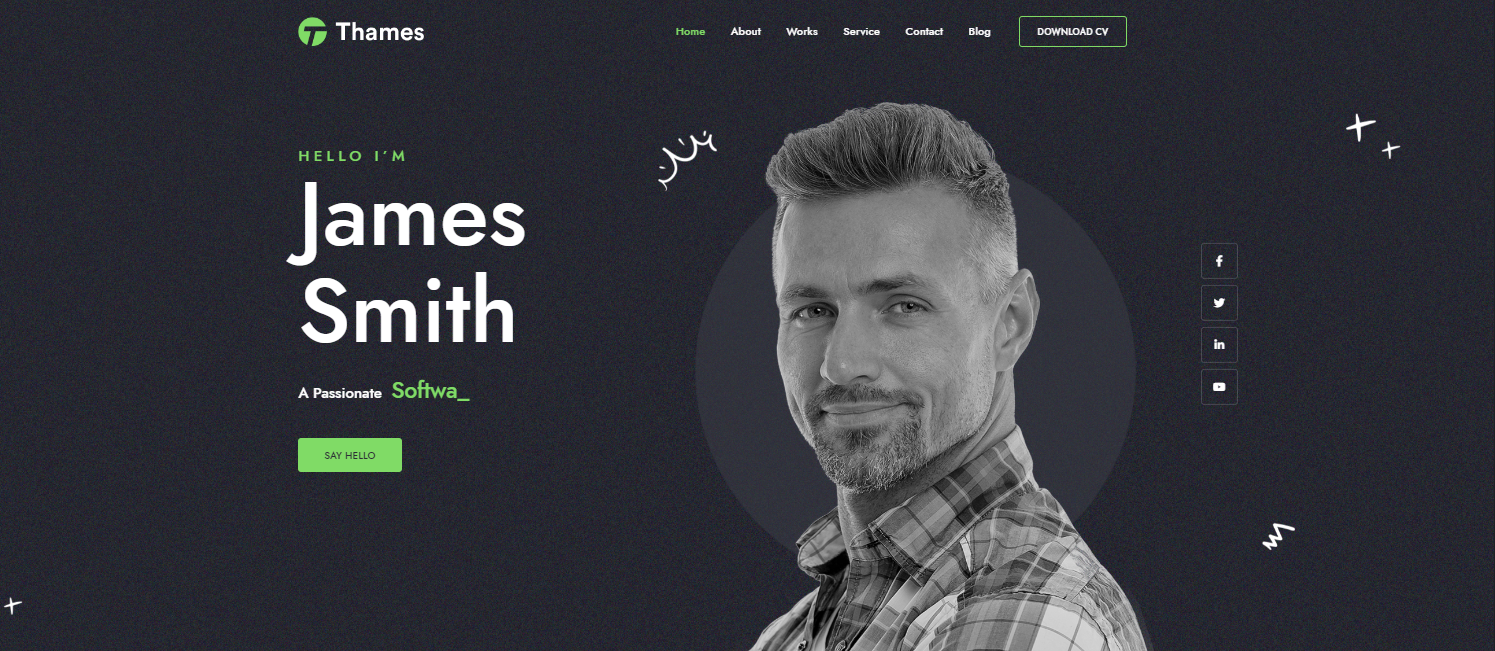 Thames
Home About Works Service Contact Blog DOWNLOAD CV
HELLO I'M
James
Smith
A Passionate Softwa_
SAY HELLO